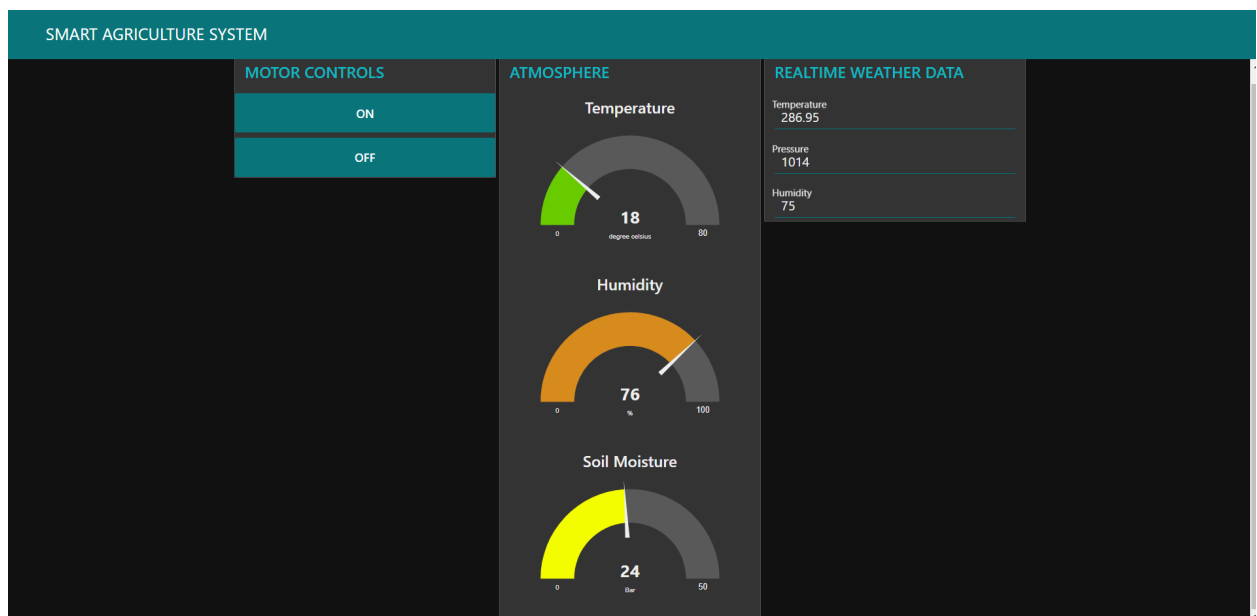 SMART AGRICULTURE SYSTEM
MOTOR CONTROLS
ON
OFF
ATMOSPHERE
Temperature
18
degree celsius
0
80
Humidity
76
%
0
100
Soil Moisture
24
Bar
0
50
REALTIME WEATHER DATA
Temperature
286.95
Pressure
1014
Humidity
75